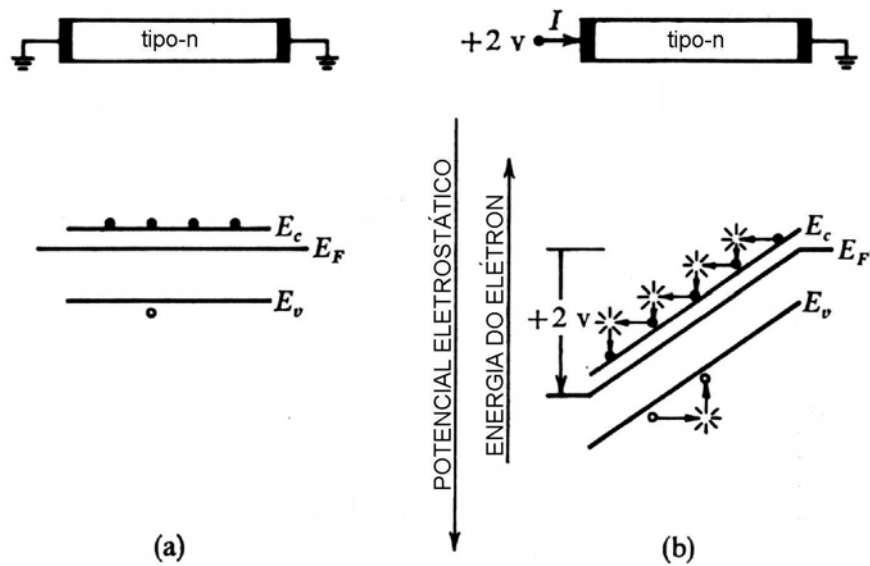 tipo-n
+2 v
I
tipo-n
POTENCIAL ELETROSTÁTICO
ENERGIA DO ELÉTRON
E_c
E_F
E_v
+2 v
E_c
E_F
E_v
(a)
(b)